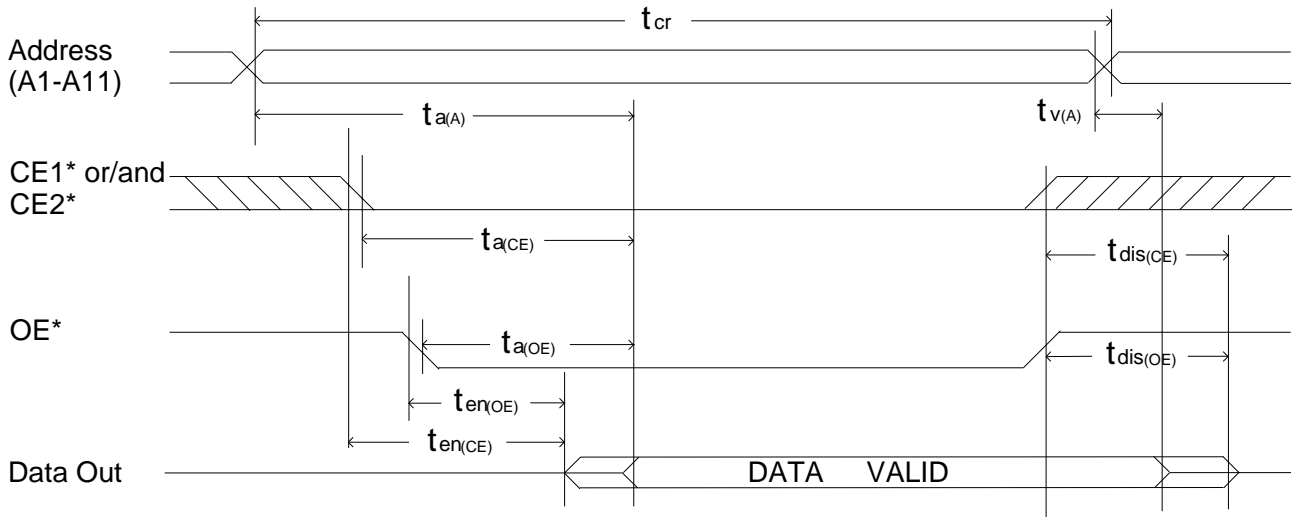 tcr
Address
(A1-A11)
ta(A)
tv(A)
CE1* or/and
CE2*
ta(CE)
tdis(CE)
OE*
ta(OE)
tdis(OE)
ten(OE)
ten(CE)
Data Out
DATA VALID